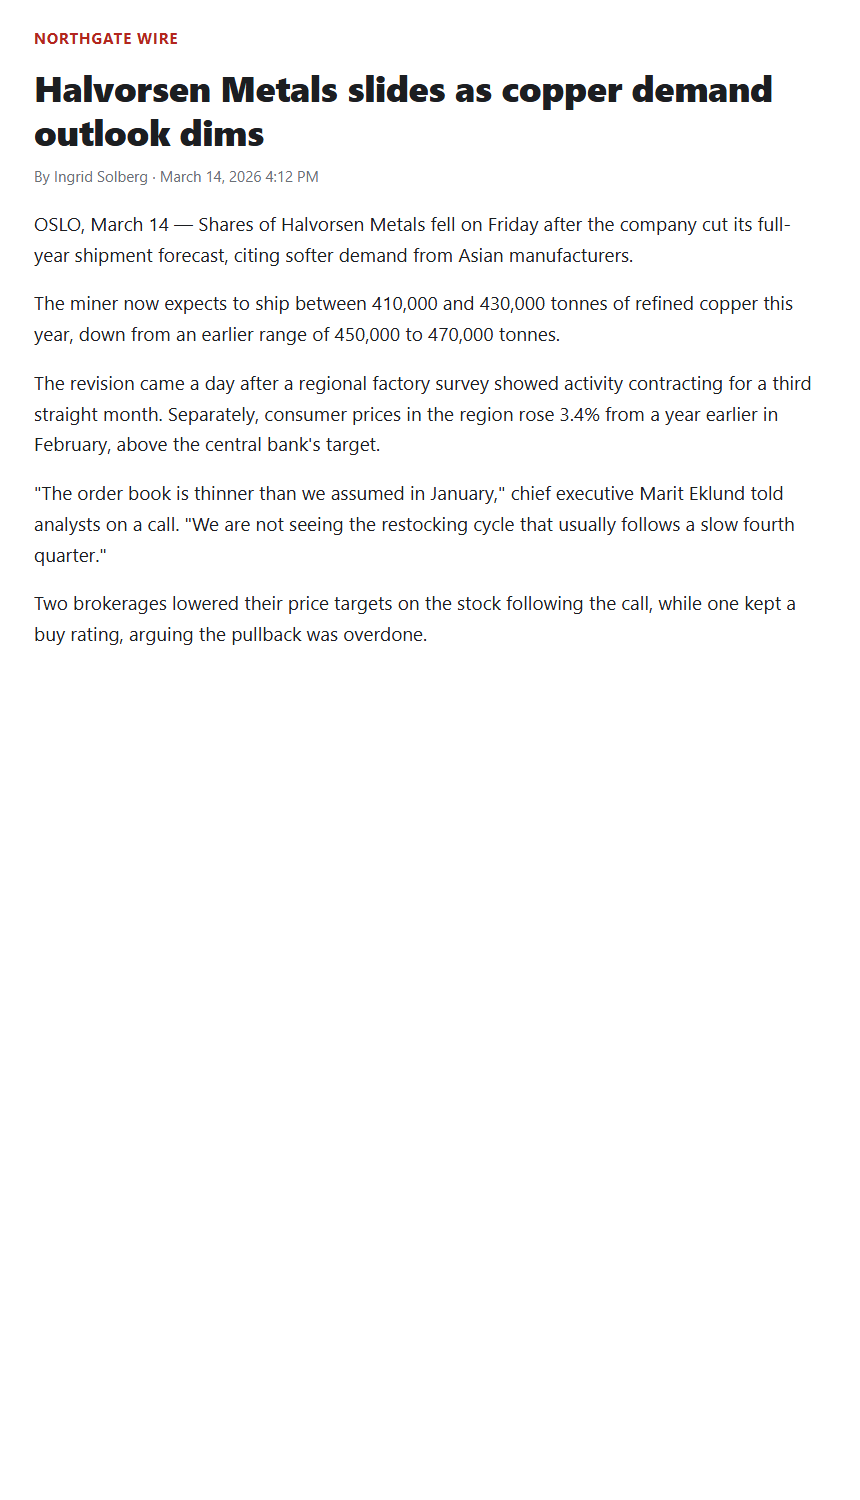 NORTHGATE WIRE
Halvorsen Metals slides as copper demand
outlook dims
By Ingrid Solberg · March 14, 2026 4:12 PM
OSLO, March 14 — Shares of Halvorsen Metals fell on Friday after the company cut its full-
year shipment forecast, citing softer demand from Asian manufacturers.
The miner now expects to ship between 410,000 and 430,000 tonnes of refined copper this
year, down from an earlier range of 450,000 to 470,000 tonnes.
The revision came a day after a regional factory survey showed activity contracting for a third
straight month. Separately, consumer prices in the region rose 3.4% from a year earlier in
February, above the central bank's target.
"The order book is thinner than we assumed in January," chief executive Marit Eklund told
analysts on a call. "We are not seeing the restocking cycle that usually follows a slow fourth
quarter."
Two brokerages lowered their price targets on the stock following the call, while one kept a
buy rating, arguing the pullback was overdone.